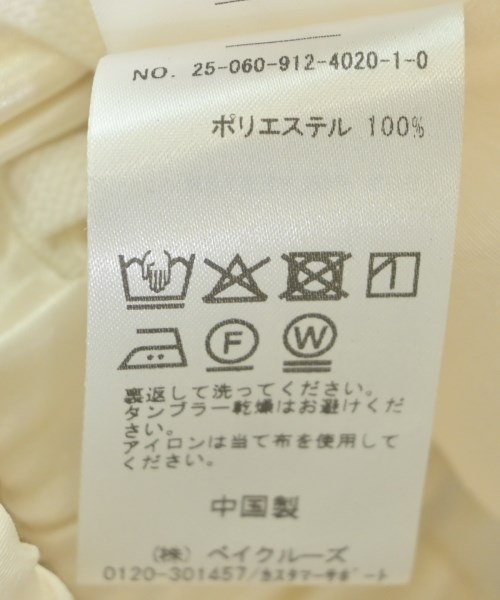 NO. 25-060-912-4020-1-0
ポリエステル 100%
F W
裏返して洗ってください。
タンブラー乾燥はお避けくだ
さい。
アイロンは当て布を使用して
ください。
中国製
(株) ベイクルーズ
0120-301457/カスタマーサポート